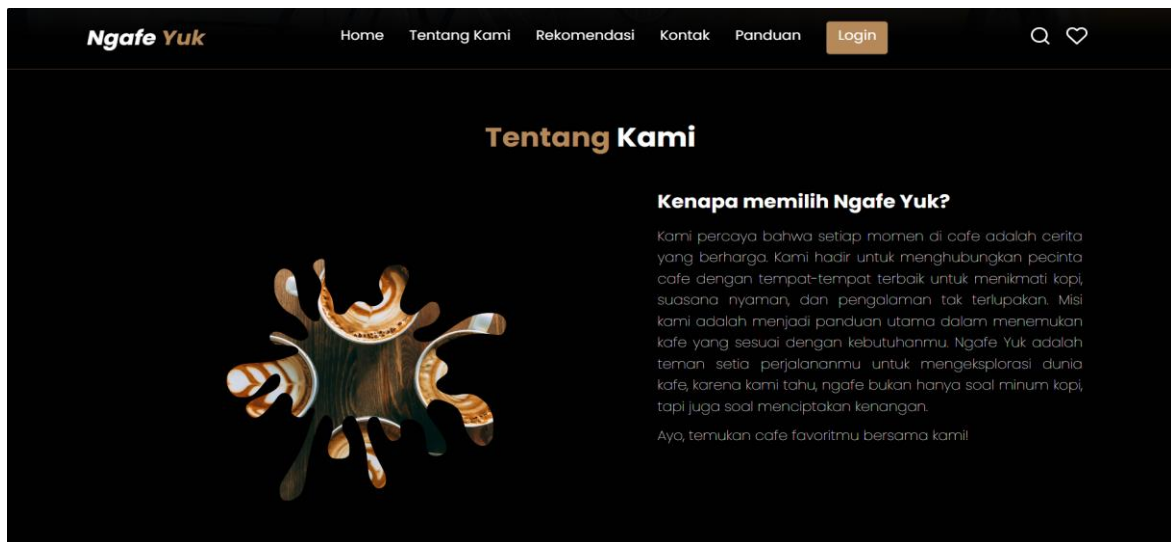 Ngafe Yuk Home Tentang Kami Rekomendasi Kontak Panduan Login
Tentang Kami
Kenapa memilih Ngafe Yuk?
Kami percaya bahwa setiap momen di cafe adalah cerita
yang berharga. Kami hadir untuk menghubungkan pecinta
cafe dengan tempat-tempat terbaik untuk menikmati kopi,
suasana nyaman, dan pengalaman tak terlupakan. Misi
kami adalah menjadi panduan utama dalam menemukan
kafe yang sesuai dengan kebutuhanmu. Ngafe Yuk adalah
teman setia perjalananmu untuk mengeksplorasi dunia
kafe, karena kami tahu, ngafe bukan hanya soal minum kopi,
tapi juga soal menciptakan kenangan.
Ayo, temukan cafe favoritmu bersama kami!